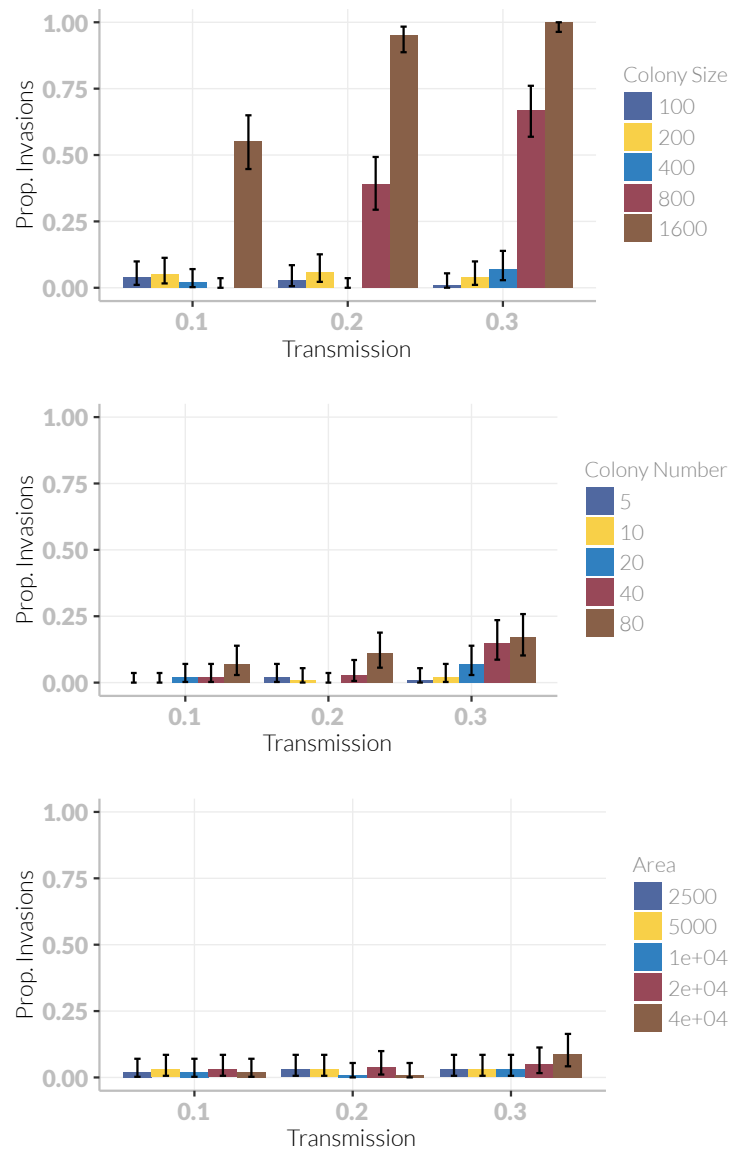 1.00
0.75
0.50
0.25
0.00
Prop. Invasions
0.1 0.2 0.3
Transmission
Colony Size
100
200
400
800
1600
1.00
0.75
0.50
0.25
0.00
Prop. Invasions
0.1 0.2 0.3
Transmission
Colony Number
5
10
20
40
80
1.00
0.75
0.50
0.25
0.00
Prop. Invasions
0.1 0.2 0.3
Transmission
Area
2500
5000
1e+04
2e+04
4e+04